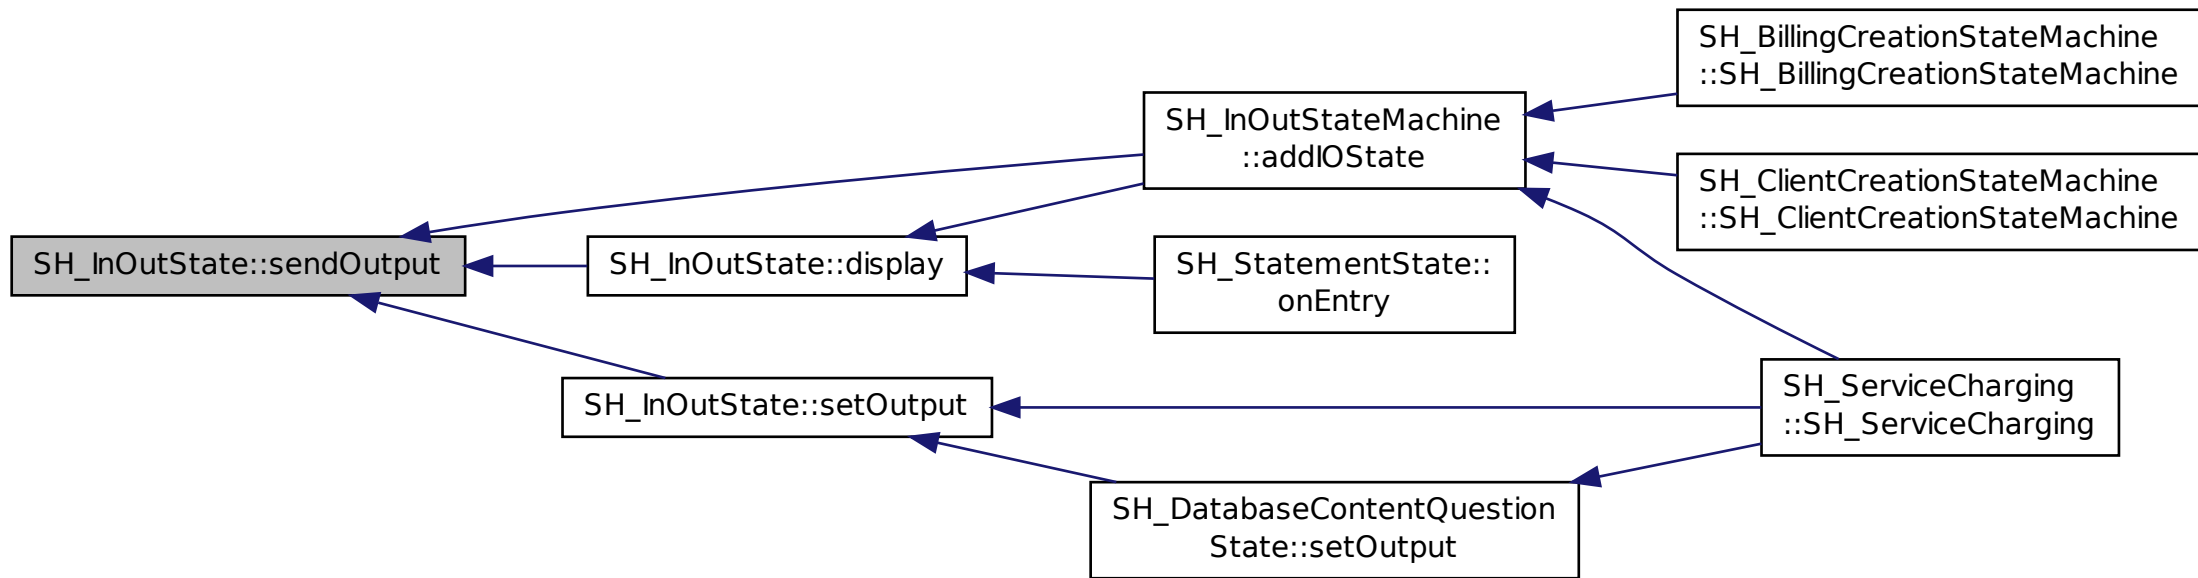 SH_BillingCreationStateMachine
::SH_BillingCreationStateMachine
SH_InOutStateMachine
::addIOState
SH_ClientCreationStateMachine
::SH_ClientCreationStateMachine
SH_InOutState::sendOutput
SH_InOutState::display
SH_StatementState::
onEntry
SH_InOutState::setOutput
SH_ServiceCharging
::SH_ServiceCharging
SH_DatabaseContentQuestion
State::setOutput